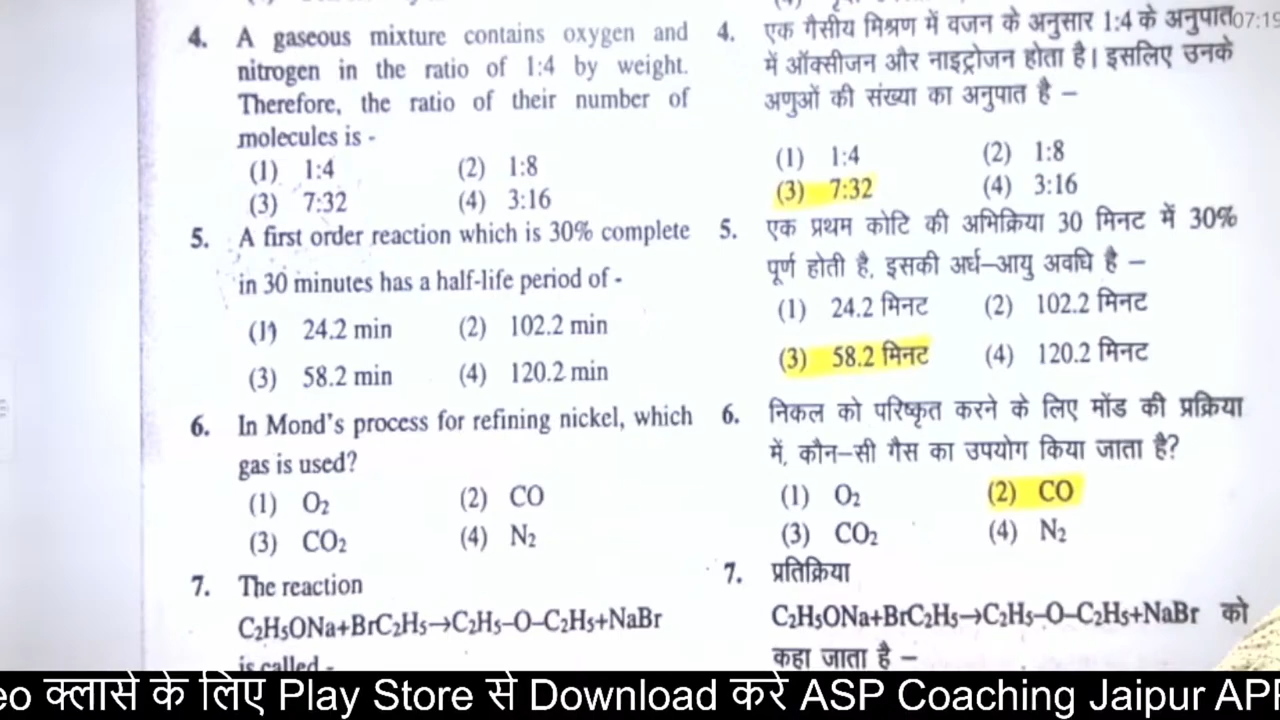 4. A gaseous mixture contains oxygen and
nitrogen in the ratio of 1:4 by weight.
Therefore, the ratio of their number of
molecules is -
(1) 1:4 (2) 1:8
(3) 7:32 (4) 3:16
5. A first order reaction which is 30% complete
in 30 minutes has a half-life period of -
(1) 24.2 min (2) 102.2 min
(3) 58.2 min (4) 120.2 min
6. In Mond's process for refining nickel, which
gas is used?
(1) O₂ (2) CO
(3) CO₂ (4) N₂
7. The reaction
C₂H₅ONa+BrC₂H₅→C₂H₅–O–C₂H₅+NaBr
is called -
4. एक गैसीय मिश्रण में वजन के अनुसार 1:4 के अनुपात
में ऑक्सीजन और नाइट्रोजन होता है। इसलिए उनके
अणुओं की संख्या का अनुपात है –
(1) 1:4 (2) 1:8
(3) 7:32 (4) 3:16
5. एक प्रथम कोटि की अभिक्रिया 30 मिनट में 30%
पूर्ण होती है, इसकी अर्ध–आयु अवधि है –
(1) 24.2 मिनट (2) 102.2 मिनट
(3) 58.2 मिनट (4) 120.2 मिनट
6. निकल को परिष्कृत करने के लिए मोंड की प्रक्रिया
में, कौन–सी गैस का उपयोग किया जाता है?
(1) O₂ (2) CO
(3) CO₂ (4) N₂
7. प्रतिक्रिया
C₂H₅ONa+BrC₂H₅→C₂H₅–O–C₂H₅+NaBr को
कहा जाता है –
07:19
eo क्लासे के लिए Play Store से Download करें ASP Coaching Jaipur APP